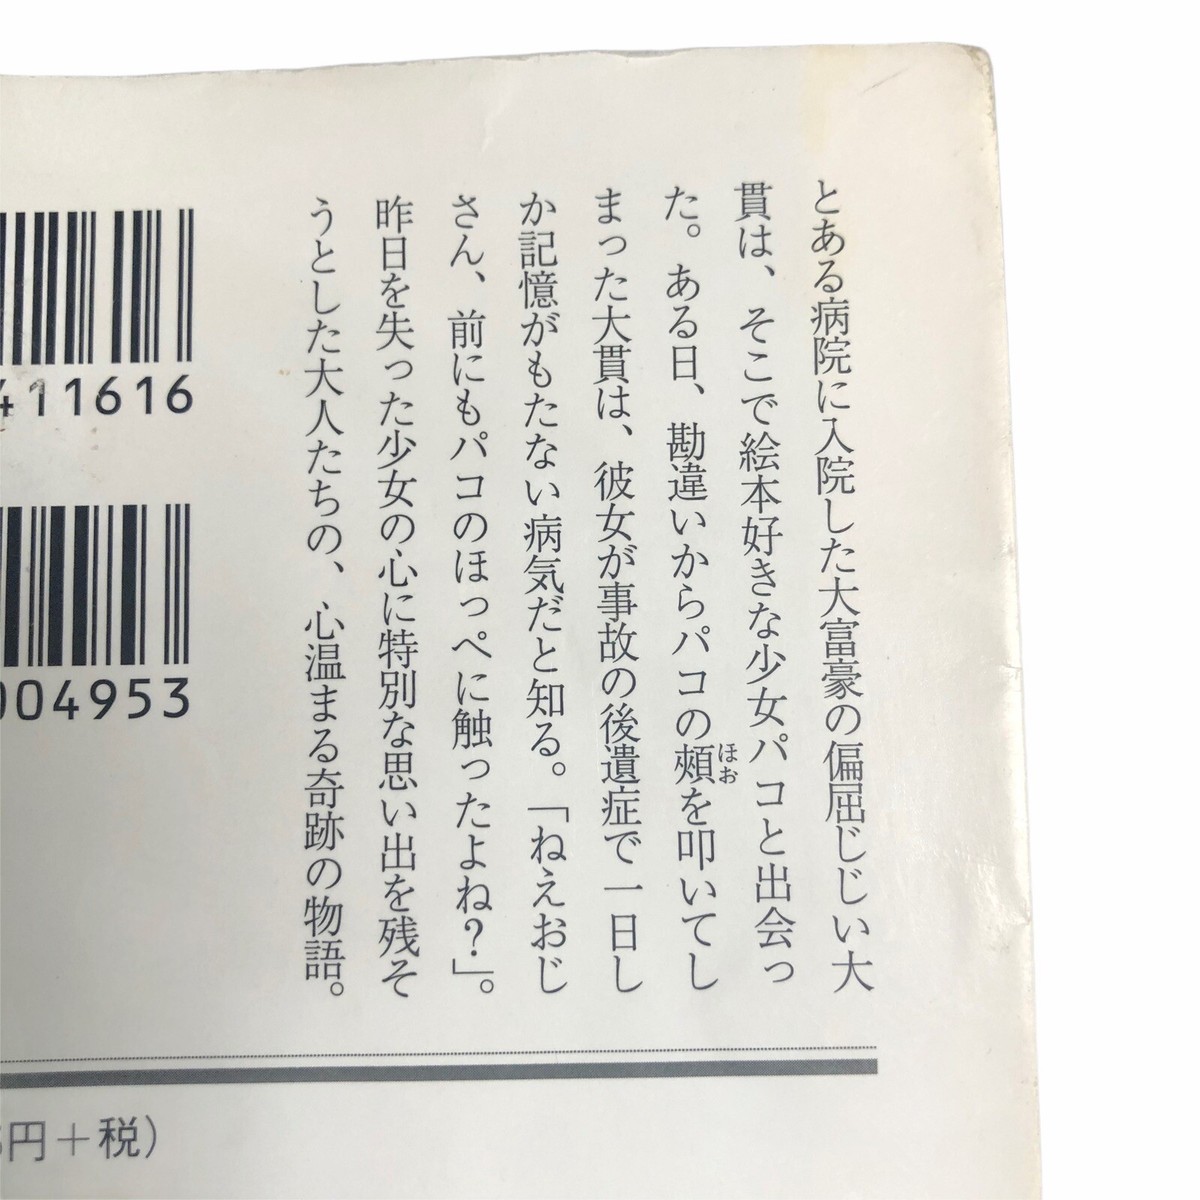 とある病院に入院した大富豪の偏屈じじい大
貫は、そこで絵本好きな少女パコと出会っ
た。ある日、勘違いからパコの頰を叩いてし
ほお
まった大貫は、彼女が事故の後遺症で一日し
か記憶がもたない病気だと知る。「ねえおじ
さん、前にもパコのほっぺに触ったよね?」。
昨日を失った少女の心に特別な思い出を残そ
うとした大人たちの、心温まる奇跡の物語。
411616
004953
円+税)